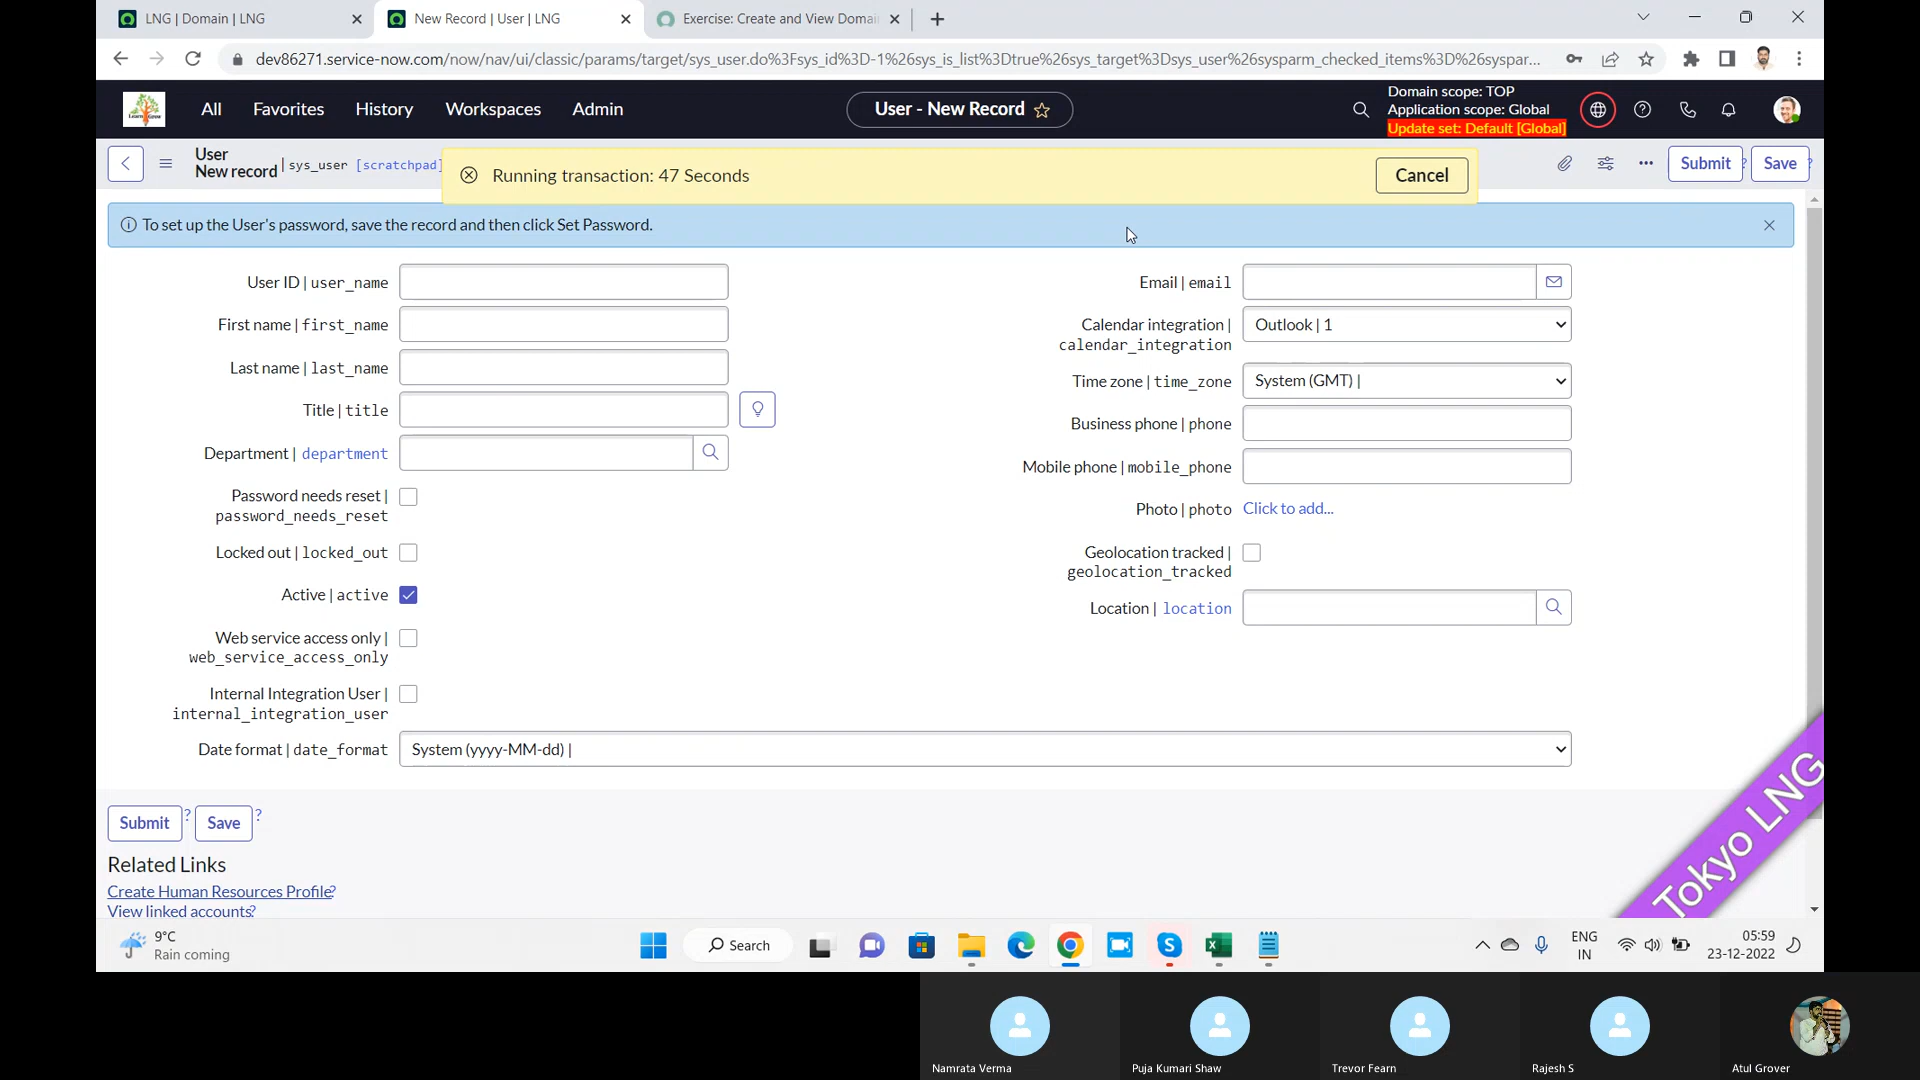 LNG | Domain | LNG
New Record | User | LNG
Exercise: Create and View Domai
dev86271.service-now.com/now/nav/ui/classic/params/target/sys_user.do%3Fsys_id%3D-1%26sys_is_list%3Dtrue%26sys_target%3Dsys_user%26sysparm_checked_items%3D%26syspar...
All
Favorites
History
Workspaces
Admin
User - New Record
Domain scope: TOP
Application scope: Global
Update set: Default [Global]
User
New record | sys_user [scratchpad]
Running transaction: 47 Seconds
Cancel
Submit ?
Save ?
To set up the User's password, save the record and then click Set Password.
User ID | user_name
First name | first_name
Last name | last_name
Title | title
Department | department
Password needs reset |
password_needs_reset
Locked out | locked_out
Active | active
Web service access only |
web_service_access_only
Internal Integration User |
internal_integration_user
Date format | date_format
System (yyyy-MM-dd) |
Email | email
Calendar integration |
calendar_integration
Outlook | 1
Time zone | time_zone
System (GMT) |
Business phone | phone
Mobile phone | mobile_phone
Photo | photo
Click to add...
Geolocation tracked |
geolocation_tracked
Location | location
Submit ?
Save ?
Related Links
Create Human Resources Profile?
View linked accounts?
Tokyo LNG
9°C
Rain coming
Search
ENG
IN
05:59
23-12-2022
Namrata Verma
Puja Kumari Shaw
Trevor Fearn
Rajesh S
Atul Grover